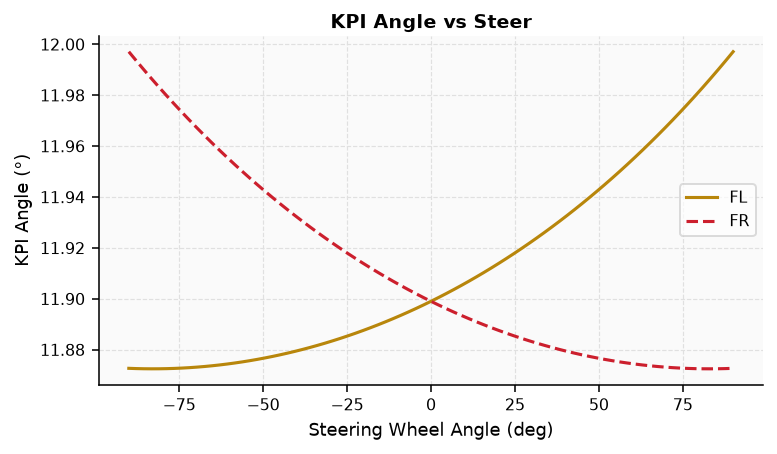 KPI Angle vs Steer
12.00
11.98
11.96
11.94
11.92
11.90
11.88
KPI Angle (°)
FL
FR
−75
−50
−25
0
25
50
75
Steering Wheel Angle (deg)